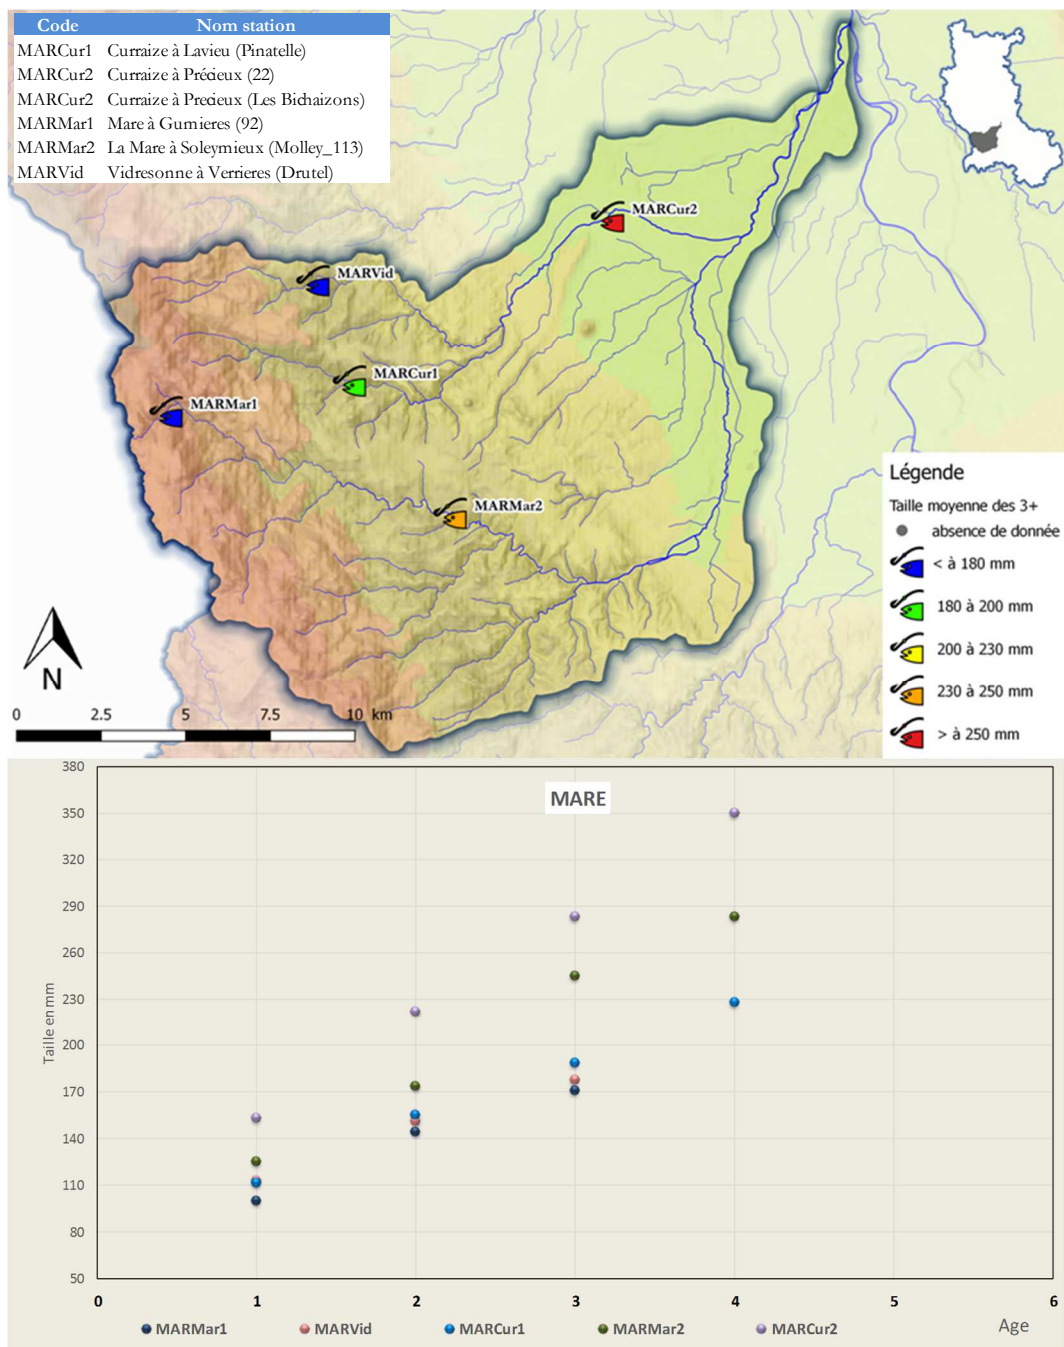 Code Nom station
MARCur1 Curraize à Lavieu (Pinatelle)
MARCur2 Curraize à Précieux (22)
MARCur2 Curraize à Precieux (Les Bichaizons)
MARMar1 Mare à Gumieres (92)
MARMar2 La Mare à Soleymieux (Molley_113)
MARVid Vidresonne à Verrieres (Drutel)
MARCur2
MARVid
MARCur1
MARMar1
MARMar2
Légende
Taille moyenne des 3+
absence de donnée
< à 180 mm
180 à 200 mm
200 à 230 mm
230 à 250 mm
> à 250 mm
N
0 2.5 5 7.5 10 km
MARE
380
350
320
290
260
230
200
170
140
110
80
50
Taille en mm
0 1 2 3 4 5 6
MARMar1 MARVid MARCur1 MARMar2 MARCur2 Age